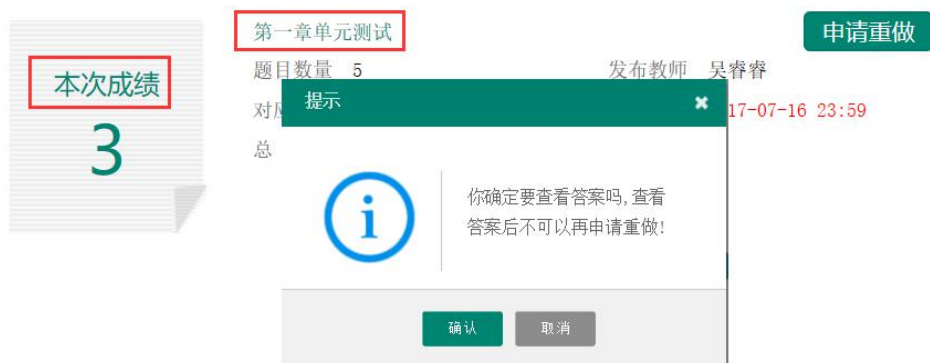 第一章单元测试
申请重做
本次成绩
3
题目数量 5
发布教师 吴睿睿
对应
17-07-16 23:59
总
提示
你确定要查看答案吗,查看
答案后不可以再申请重做!
确认
取消